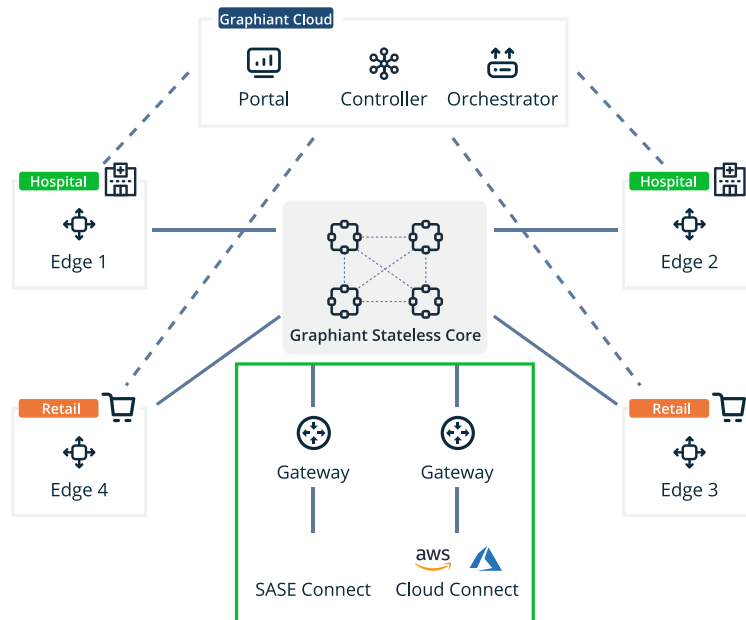 Graphiant Cloud
Portal
Controller
Orchestrator
Hospital
Edge 1
Hospital
Edge 2
Graphiant Stateless Core
Retail
Edge 4
Gateway
Gateway
Retail
Edge 3
aws
SASE Connect
Cloud Connect